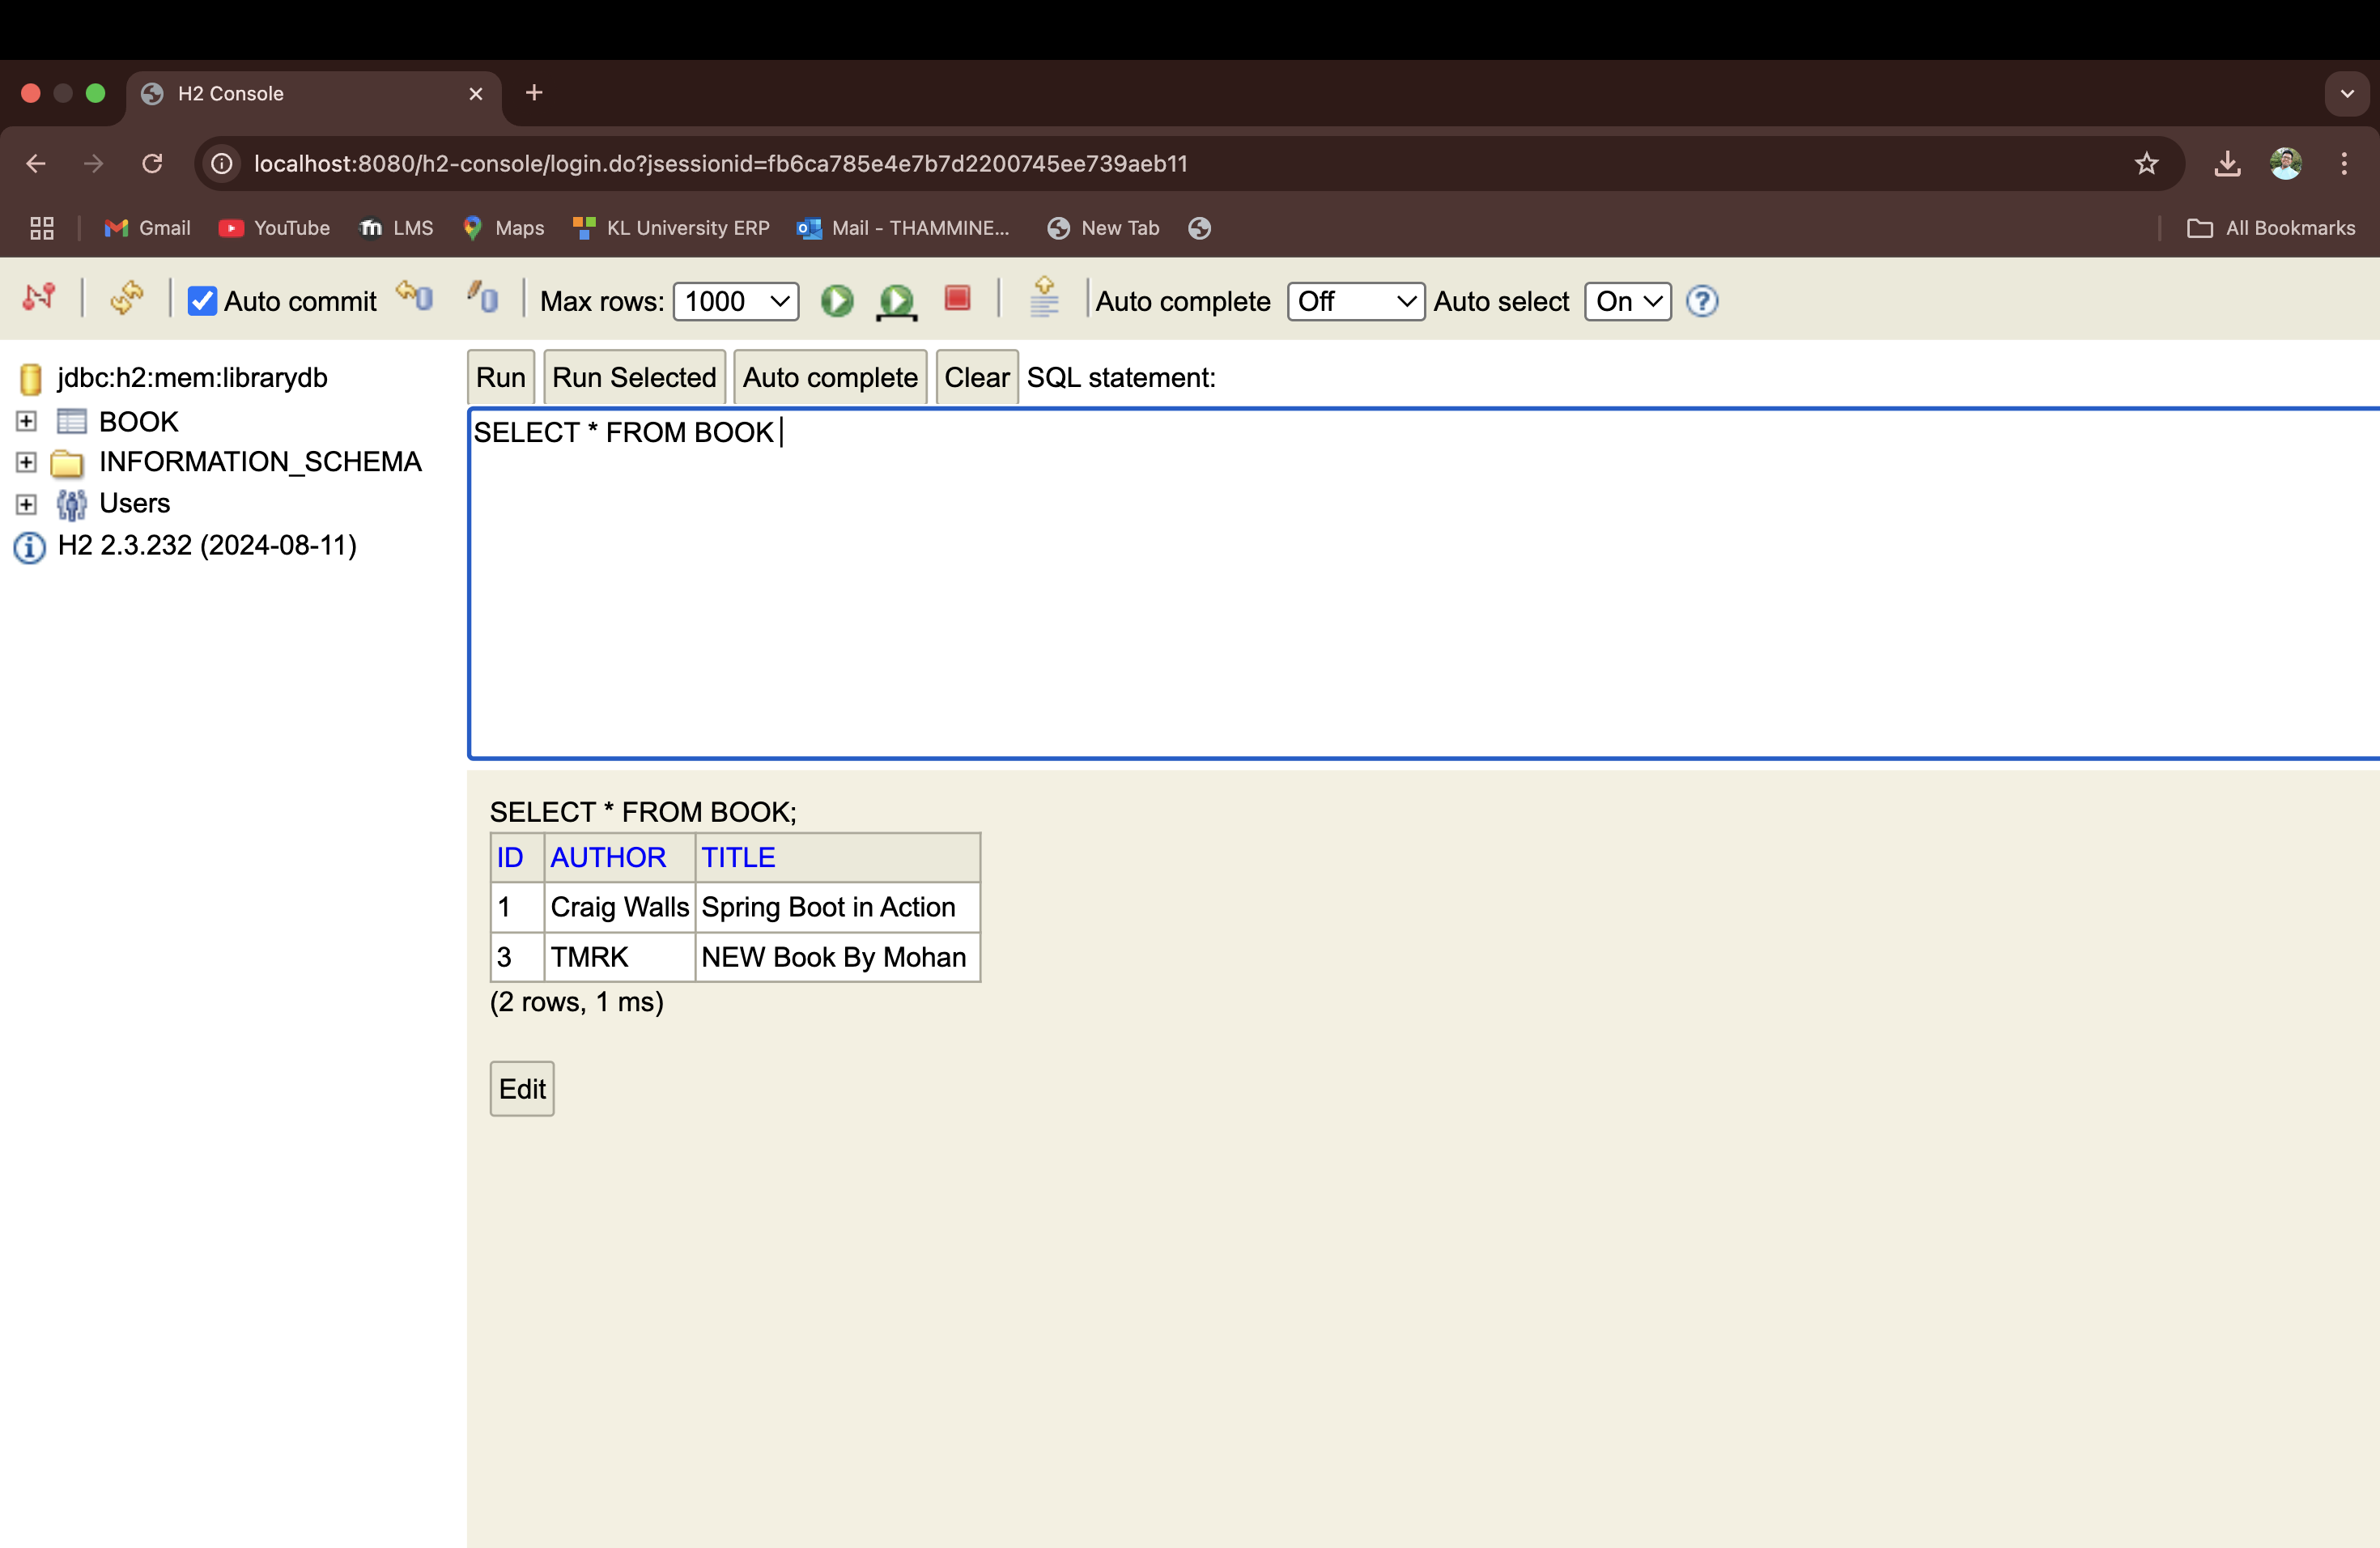 H2 Console
localhost:8080/h2-console/login.do?jsessionid=fb6ca785e4e7b7d2200745ee739aeb11
Gmail YouTube LMS Maps KL University ERP Mail - THAMMINE... New Tab All Bookmarks
Auto commit Max rows: 1000 Auto complete Off Auto select On
jdbc:h2:mem:librarydb
BOOK
INFORMATION_SCHEMA
Users
H2 2.3.232 (2024-08-11)
Run Run Selected Auto complete Clear SQL statement:
SELECT * FROM BOOK
SELECT * FROM BOOK;
ID AUTHOR TITLE
1 Craig Walls Spring Boot in Action
3 TMRK NEW Book By Mohan
(2 rows, 1 ms)
Edit